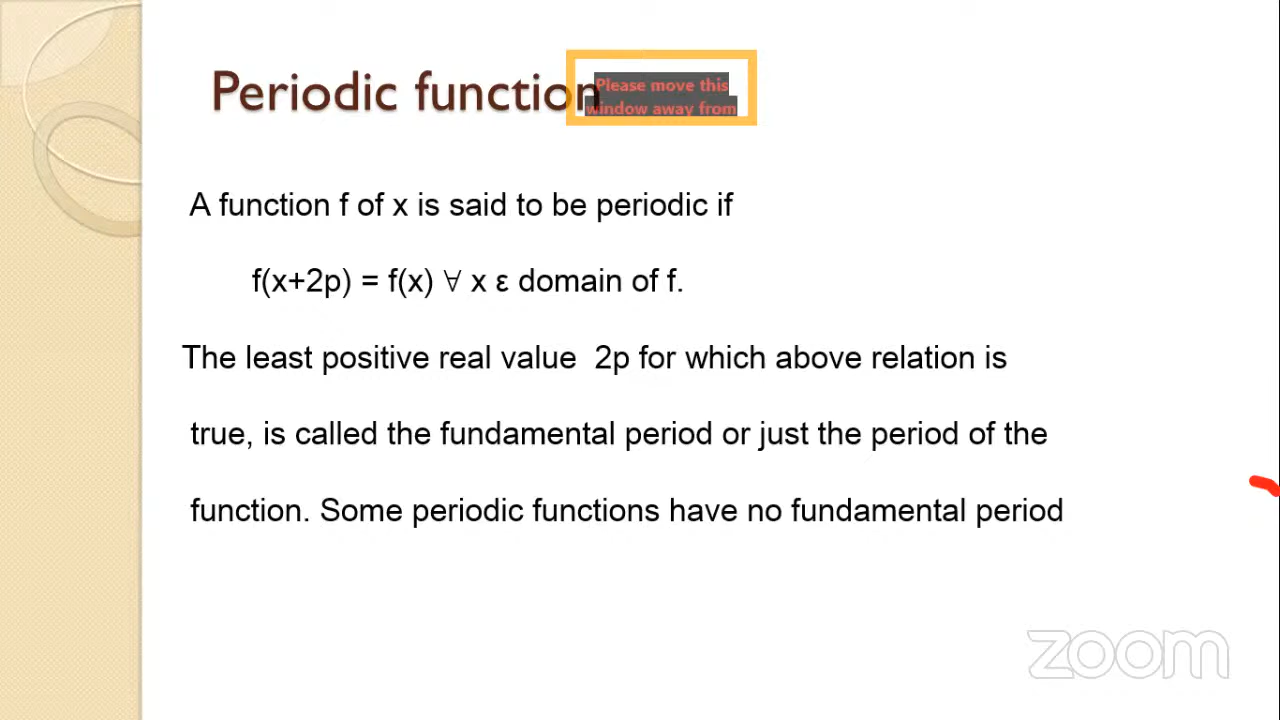 Periodic function
Please move this
window away from
A function f of x is said to be periodic if
f(x+2p) = f(x) ∀ x ε domain of f.
The least positive real value 2p for which above relation is
true, is called the fundamental period or just the period of the
function. Some periodic functions have no fundamental period
zoom